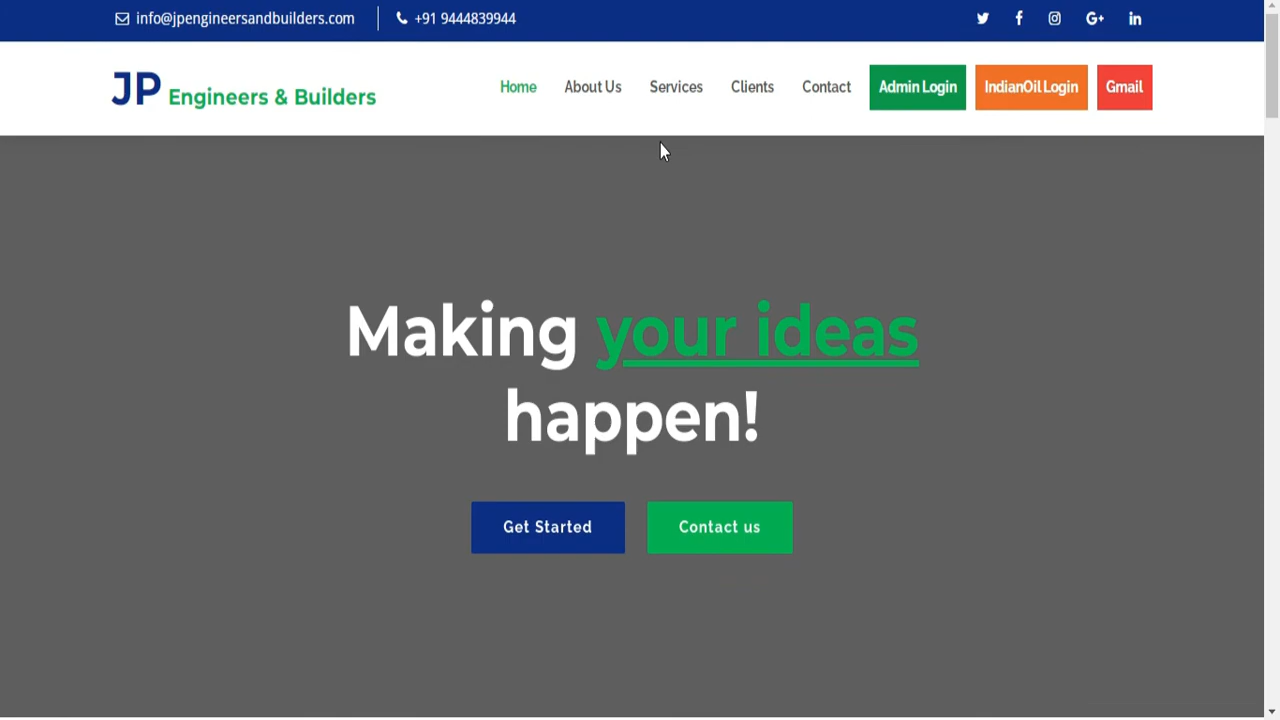 info@jpengineersandbuilders.com +91 9444839944
JP Engineers & Builders
Home About Us Services Clients Contact Admin Login IndianOil Login Gmail
Making your ideas
happen!
Get Started Contact us